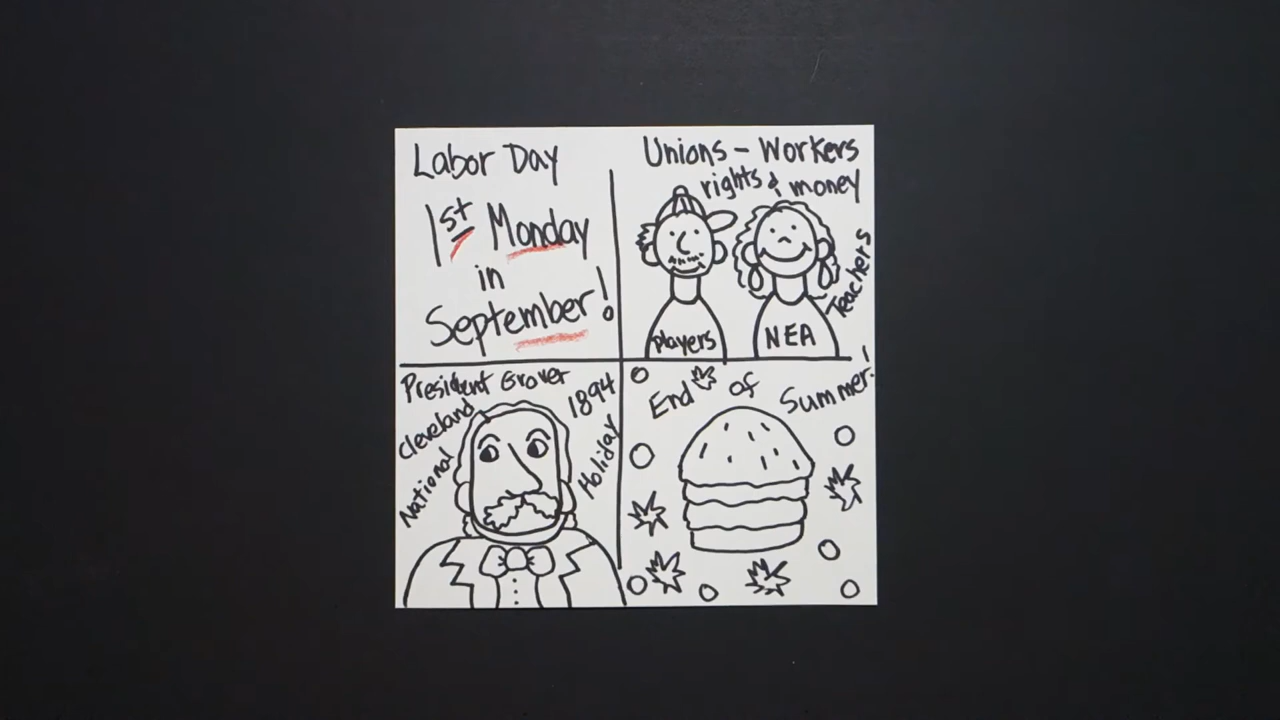 Labor Day
1st Monday
in
September!
Unions - Workers
rights & money
players
NEA
Teachers
President Grover
Cleveland
1894
National
Holiday
End of Summer!